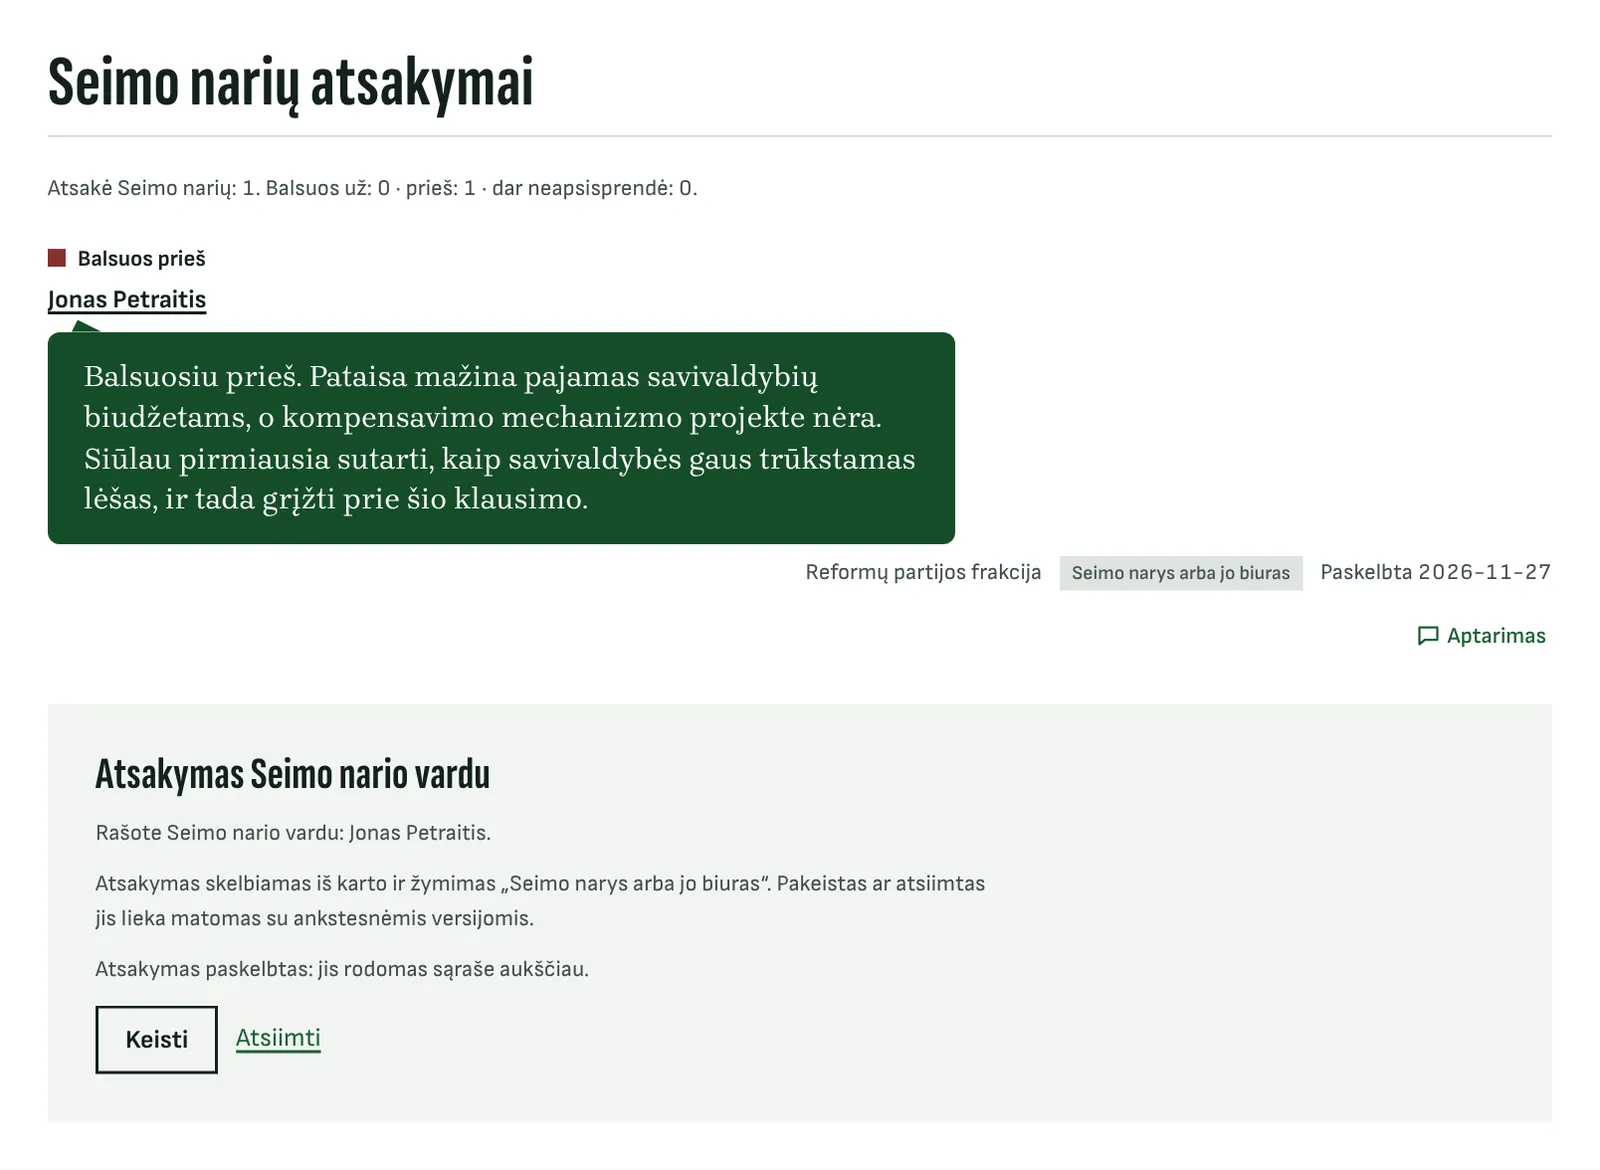 Seimo narių atsakymai
Atsakė Seimo narių: 1. Balsuos už: 0 · prieš: 1 · dar neapsisprendė: 0.
Balsuos prieš
Jonas Petraitis
Balsuosiu prieš. Pataisa mažina pajamas savivaldybių
biudžetams, o kompensavimo mechanizmo projekte nėra.
Siūlau pirmiausia sutarti, kaip savivaldybės gaus trūkstamas
lėšas, ir tada grįžti prie šio klausimo.
Reformų partijos frakcija Seimo narys arba jo biuras Paskelbta 2026-11-27
Aptarimas
Atsakymas Seimo nario vardu
Rašote Seimo nario vardu: Jonas Petraitis.
Atsakymas skelbiamas iš karto ir žymimas „Seimo narys arba jo biuras“. Pakeistas ar atsiimtas
jis lieka matomas su ankstesnėmis versijomis.
Atsakymas paskelbtas: jis rodomas sąraše aukščiau.
Keisti Atsiimti